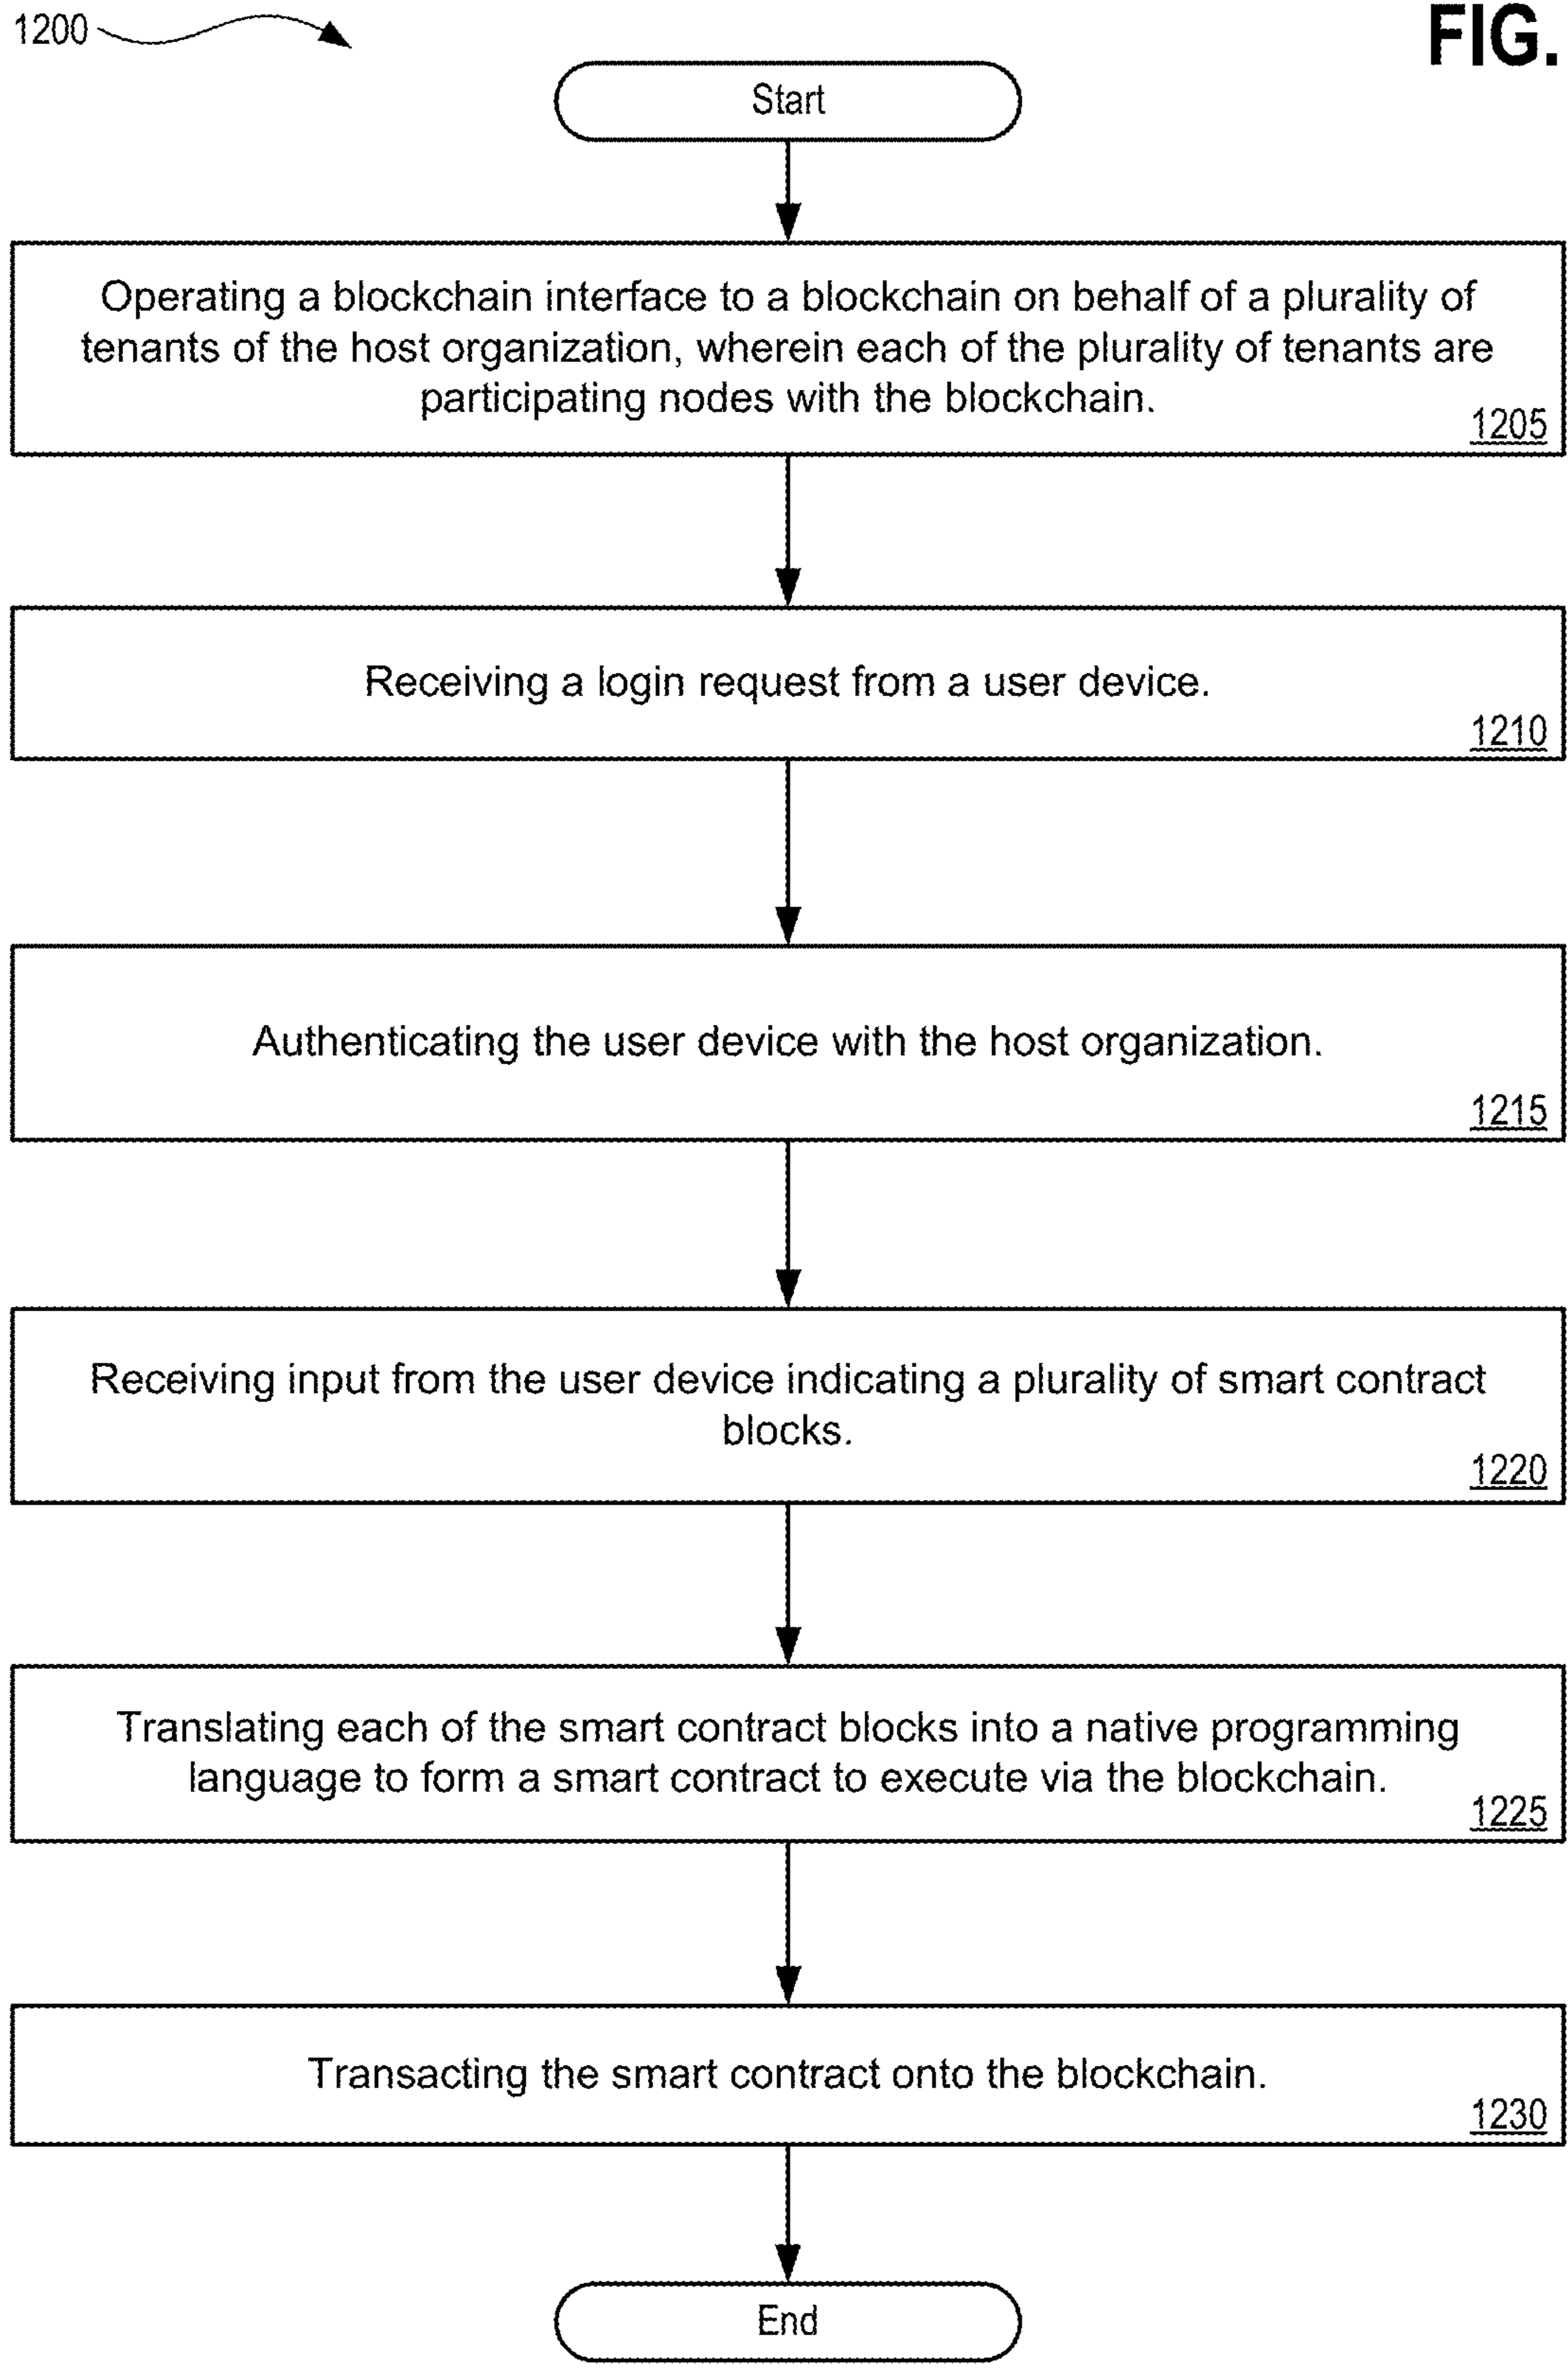 1200
FIG.
Start
Operating a blockchain interface to a blockchain on behalf of a plurality of
tenants of the host organization, wherein each of the plurality of tenants are
participating nodes with the blockchain.
1205
Receiving a login request from a user device.
1210
Authenticating the user device with the host organization.
1215
Receiving input from the user device indicating a plurality of smart contract
blocks.
1220
Translating each of the smart contract blocks into a native programming
language to form a smart contract to execute via the blockchain.
1225
Transacting the smart contract onto the blockchain.
1230
End